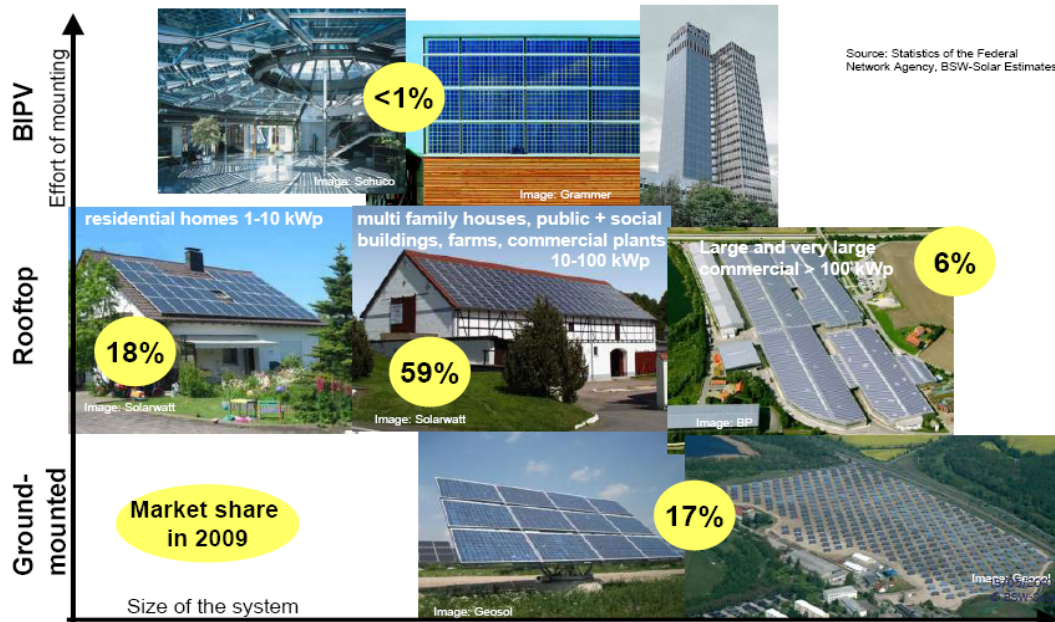 BIPV
Effort of mounting
<1%
Image: Schüco
Image: Grammer
Source: Statistics of the Federal
Network Agency, BSW-Solar Estimates
Rooftop
residential homes 1-10 kWp
18%
Image: Solarwatt
multi family houses, public + social
buildings, farms, commercial plants
10-100 kWp
59%
Image: Solarwatt
Large and very large
commercial > 100 kWp
6%
Image: BP
Ground-
mounted
Market share
in 2009
Image: Geosol
17%
Image: Geosol
© BSW-
Size of the system